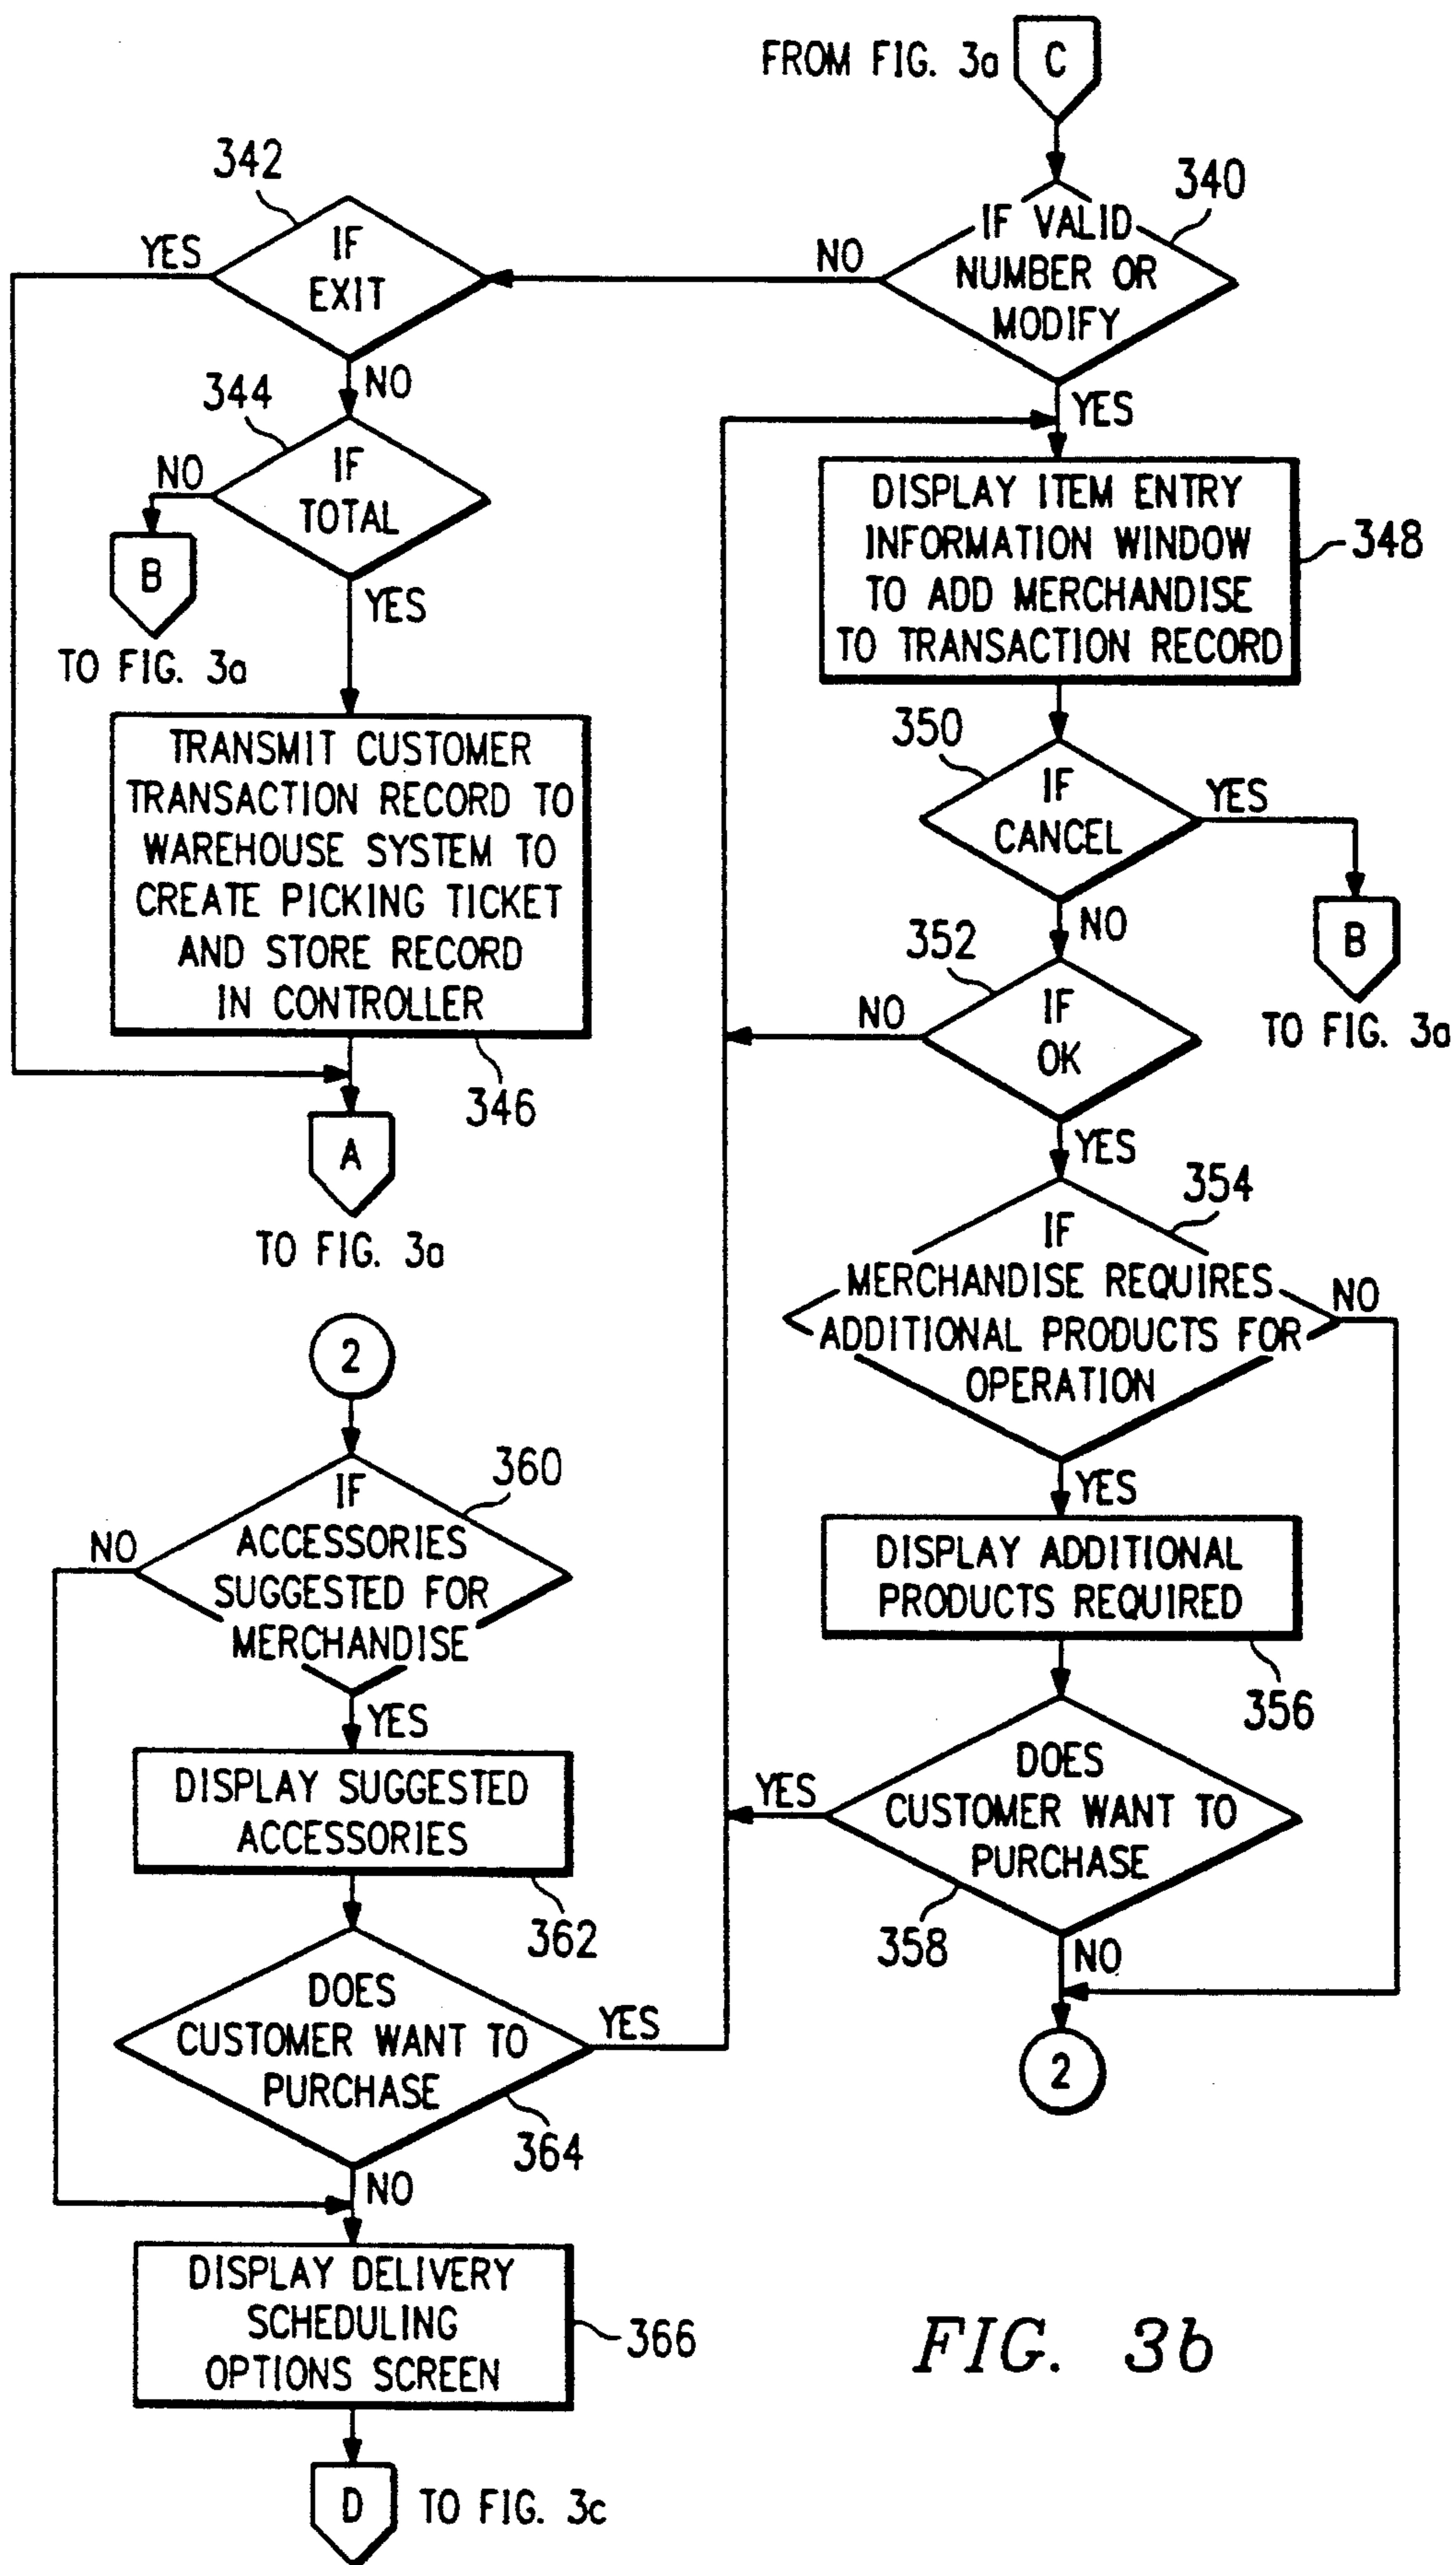 FROM FIG. 3a
C
340
IF VALID
NUMBER OR
MODIFY
NO
YES
342
IF
EXIT
YES
NO
344
IF
TOTAL
NO
B
TO FIG. 3a
YES
TRANSMIT CUSTOMER
TRANSACTION RECORD TO
WAREHOUSE SYSTEM TO
CREATE PICKING TICKET
AND STORE RECORD
IN CONTROLLER
346
A
TO FIG. 3a
DISPLAY ITEM ENTRY
INFORMATION WINDOW
TO ADD MERCHANDISE
TO TRANSACTION RECORD
348
350
IF
CANCEL
YES
B
TO FIG. 3a
NO
352
IF
OK
NO
YES
354
IF
MERCHANDISE REQUIRES
ADDITIONAL PRODUCTS FOR
OPERATION
NO
YES
DISPLAY ADDITIONAL
PRODUCTS REQUIRED
356
DOES
CUSTOMER WANT TO
PURCHASE
YES
358
NO
2
2
360
IF
ACCESSORIES
SUGGESTED FOR
MERCHANDISE
NO
YES
DISPLAY SUGGESTED
ACCESSORIES
362
DOES
CUSTOMER WANT TO
PURCHASE
YES
364
NO
DISPLAY DELIVERY
SCHEDULING
OPTIONS SCREEN
366
D
TO FIG. 3c
FIG. 3b